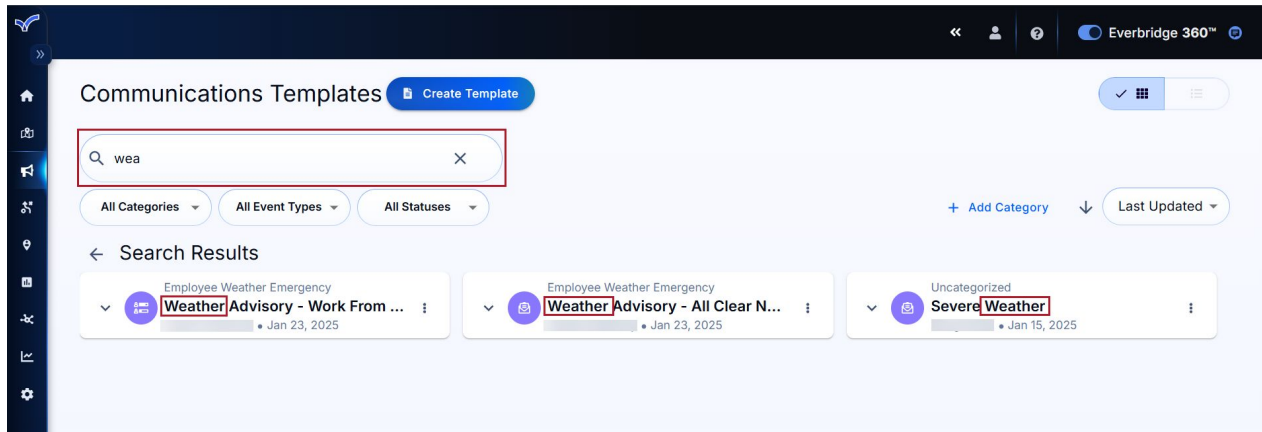 Everbridge 360™
Communications Templates
Create Template
wea
All Categories
All Event Types
All Statuses
+ Add Category
Last Updated
Search Results
Employee Weather Emergency
Weather Advisory - Work From ...
• Jan 23, 2025
Employee Weather Emergency
Weather Advisory - All Clear N...
• Jan 23, 2025
Uncategorized
Severe Weather
• Jan 15, 2025